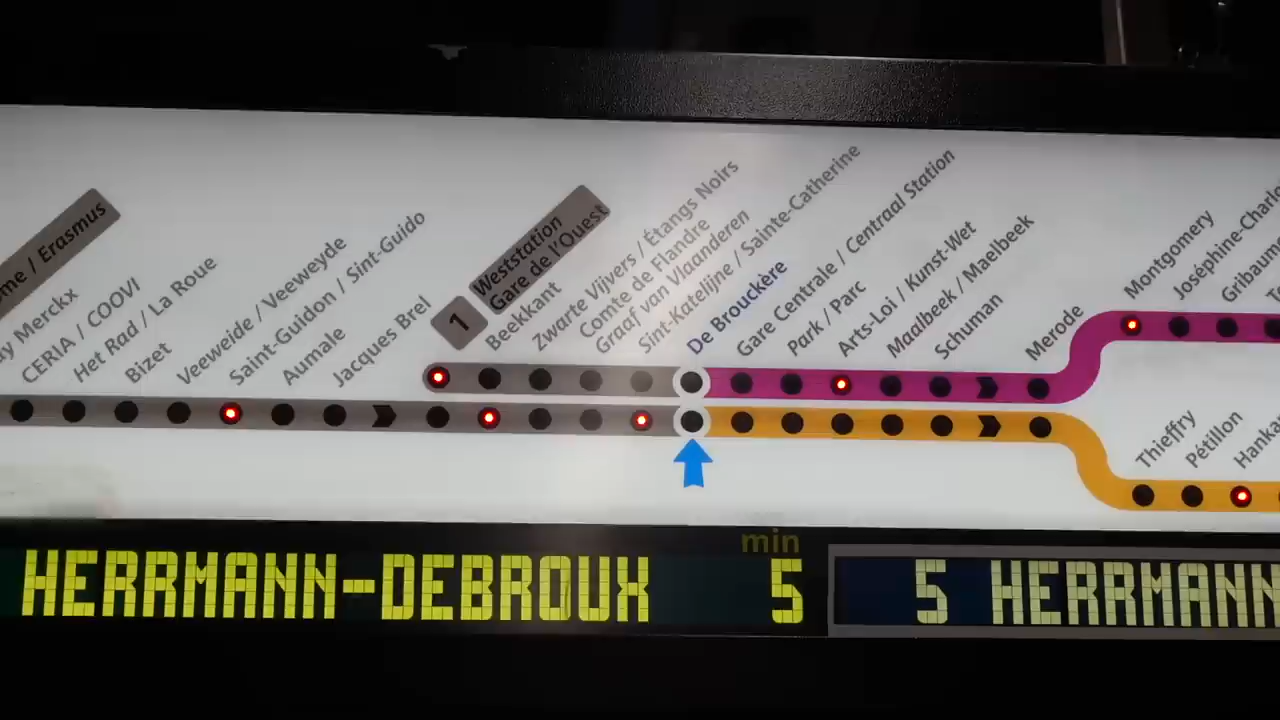 me / Erasmus
y Merckx
CERIA / COOVI
Het Rad / La Roue
Bizet
Veeweide / Veeweyde
Saint-Guidon / Sint-Guido
Aumale
Jacques Brel
1
Weststation
Gare de l'Ouest
Beekkant
Zwarte Vijvers / Étangs Noirs
Comte de Flandre
Graaf van Vlaanderen
Sint-Katelijne / Sainte-Catherine
De Brouckère
Gare Centrale / Centraal Station
Park / Parc
Arts-Loi / Kunst-Wet
Maalbeek / Maelbeek
Schuman
Merode
Montgomery
Joséphine-Charlo
Gribaum
Thieffry
Pétillon
Hanka
min
HERRMANN-DEBROUX 5
5 HERRMANN